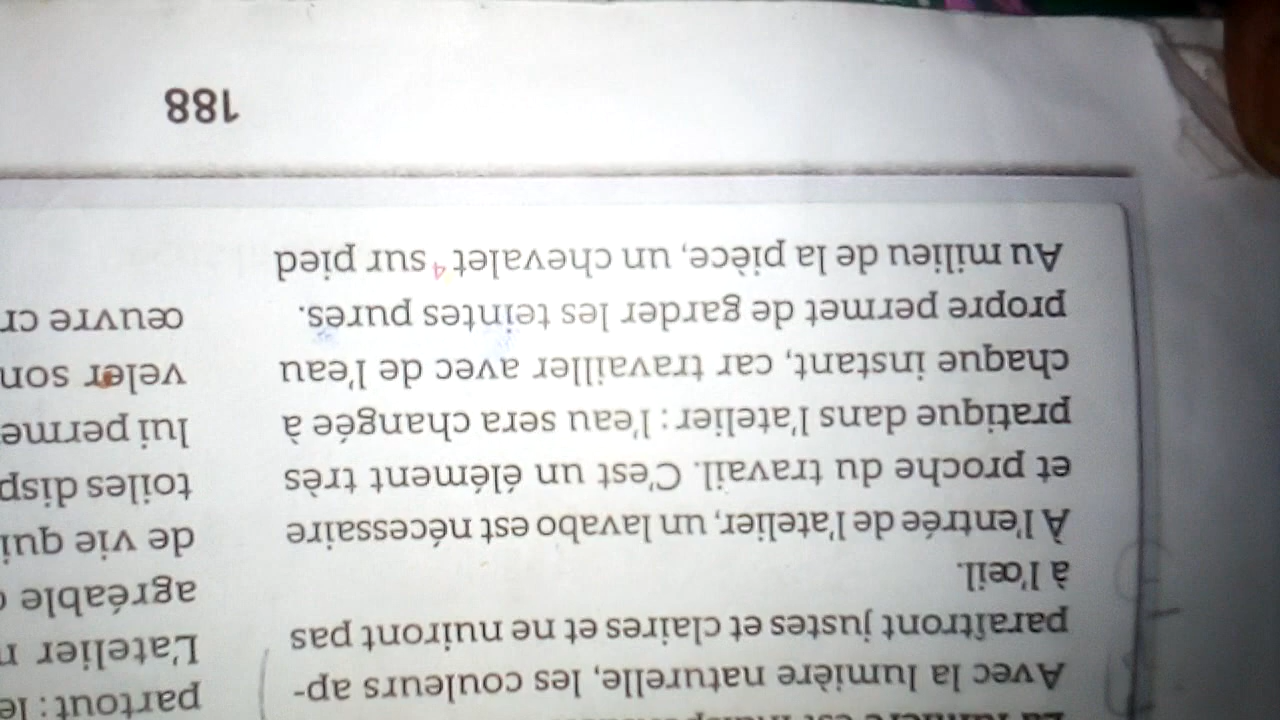 Avec la lumière naturelle, les couleurs ap-
paraîtront justes et claires et ne nuiront pas
à l'œil.
À l'entrée de l'atelier, un lavabo est nécessaire
et proche du travail. C'est un élément très
pratique dans l'atelier : l'eau sera changée à
chaque instant, car travailler avec de l'eau
propre permet de garder les teintes pures.
Au milieu de la pièce, un chevalet⁴ sur pied
partout : le
L'atelier
agréable
de vie qui
toiles disp
lui perme
veler son
œuvre cr
188